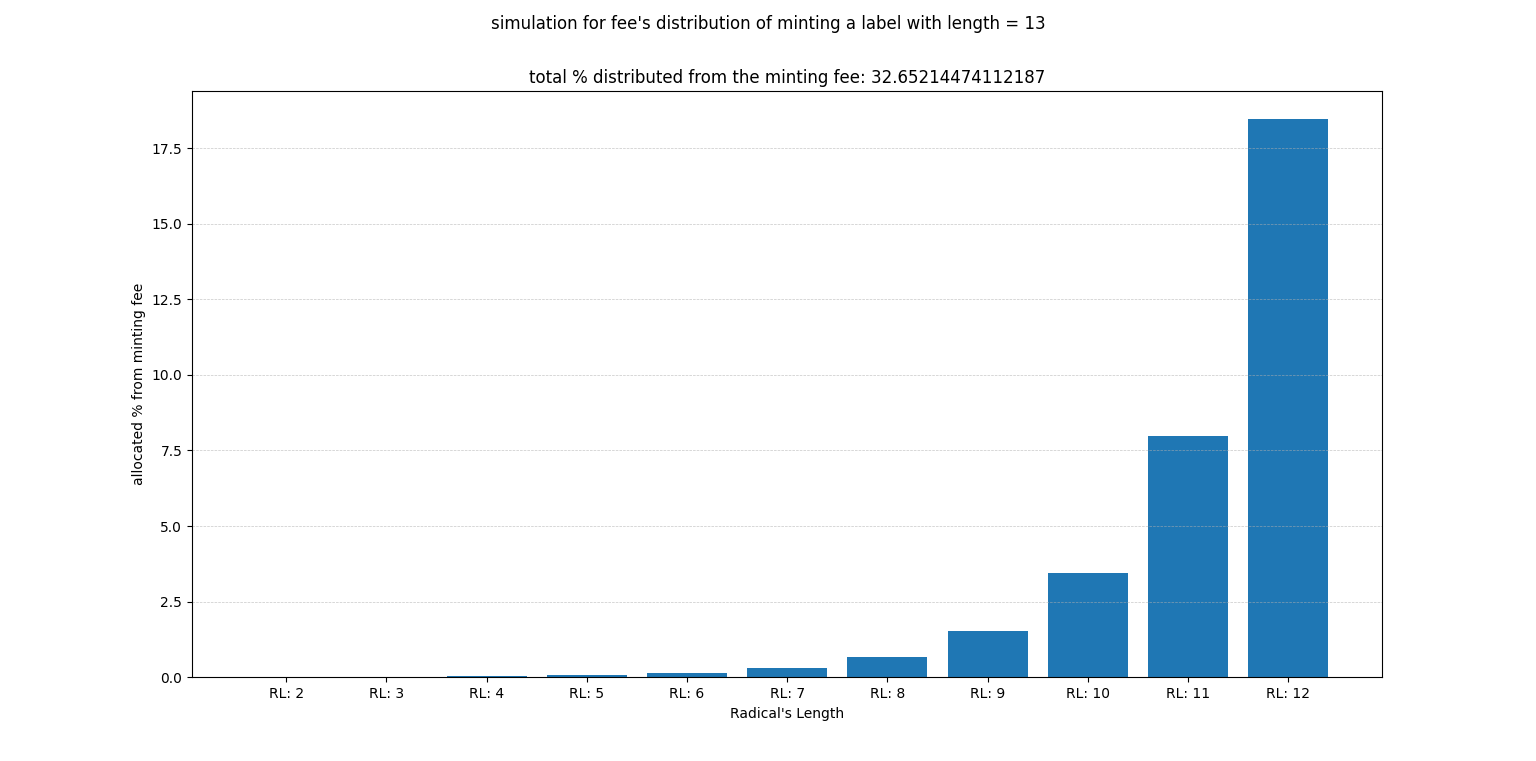 simulation for fee's distribution of minting a label with length = 13
total % distributed from the minting fee: 32.65214474112187
allocated % from minting fee
17.5
15.0
12.5
10.0
7.5
5.0
2.5
0.0
RL: 2 RL: 3 RL: 4 RL: 5 RL: 6 RL: 7 RL: 8 RL: 9 RL: 10 RL: 11 RL: 12
Radical's Length